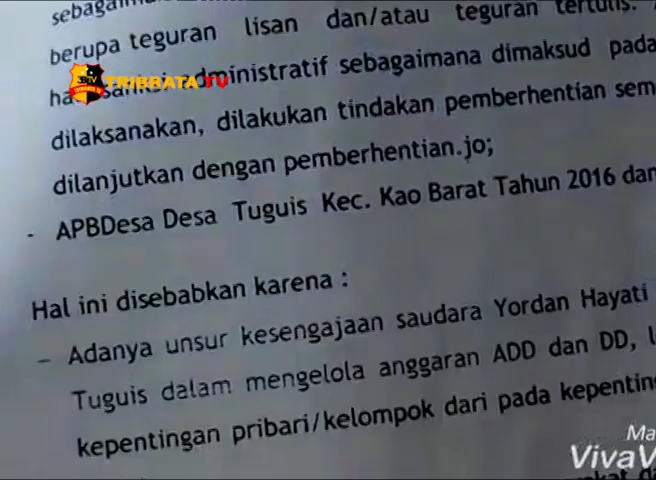 berupa teguran lisan dan/atau teguran tertulis.
administratif sebagaimana dimaksud pada
dilaksanakan, dilakukan tindakan pemberhentian sem
dilanjutkan dengan pemberhentian.jo;
- APBDesa Desa Tuguis Kec. Kao Barat Tahun 2016 dan
Hal ini disebabkan karena :
– Adanya unsur kesengajaan saudara Yordan Hayati
Tuguis dalam mengelola anggaran ADD dan DD,
kepentingan pribari/kelompok dari pada kepenting
TRIBRATA TV
Ma
VivaV